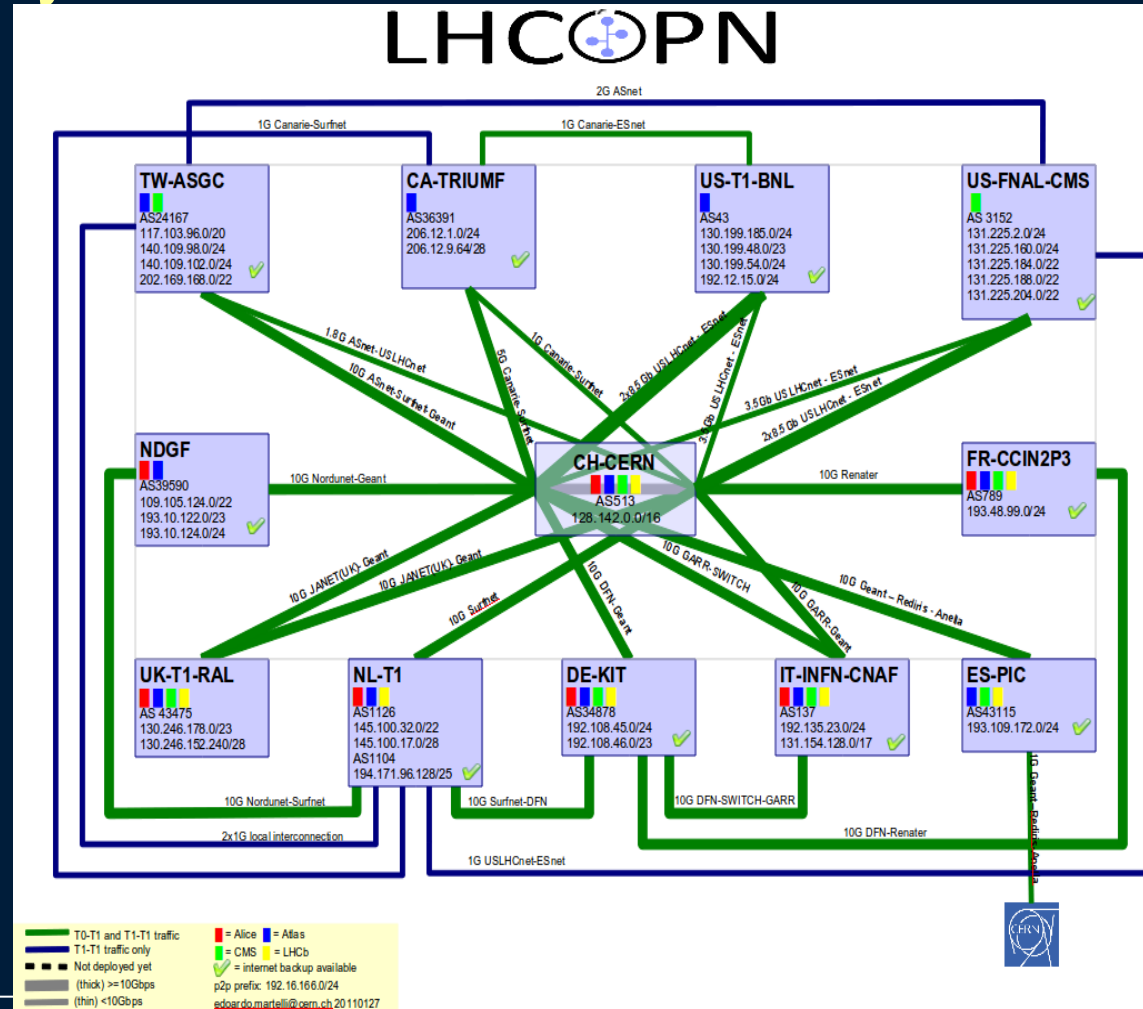 LHCOPN
2G ASnet
1G Canarie-Surfnet
1G Canarie-ESnet
TW-ASGC
AS24167
117.103.96.0/20
140.109.98.0/24
140.109.102.0/24
202.169.168.0/22
CA-TRIUMF
AS36391
206.12.1.0/24
206.12.9.64/28
US-T1-BNL
AS43
130.199.185.0/24
130.199.48.0/23
130.199.54.0/24
192.12.15.0/24
US-FNAL-CMS
AS 3152
131.225.2.0/24
131.225.160.0/24
131.225.184.0/22
131.225.188.0/22
131.225.204.0/22
1.8G ASnet-USLHCnet
10G ASnet-Surfnet Geant
5G Canarie-Surfnet
1G Canarie-Surfnet
2x8.5 Gb USLHCnet - ESnet
3.5Gb USLHCnet - ESnet
3.5Gb USLHCnet - ESnet
2x8.5 Gb USLHCnet - ESnet
NDGF
AS39590
109.105.124.0/22
193.10.122.0/23
193.10.124.0/24
10G Nordunet-Geant
CH-CERN
AS513
128.142.0.0/16
10G Renater
FR-CCIN2P3
AS789
193.48.99.0/24
10G JANET(UK)- Geant
10G JANET(UK)- Geant
10G Surfnet
10G DFN-Geant
10G GARR-SWITCH
10G GARR-Geant
10G Geant – Rediris - Anella
UK-T1-RAL
AS 43475
130.246.178.0/23
130.246.152.240/28
NL-T1
AS1126
145.100.32.0/22
145.100.17.0/28
AS1104
194.171.96.128/25
DE-KIT
AS34878
192.108.45.0/24
192.108.46.0/23
IT-INFN-CNAF
AS137
192.135.23.0/24
131.154.128.0/17
ES-PIC
AS43115
193.109.172.0/24
10G Nordunet-Surfnet
10G Surfnet-DFN
10G DFN-SWITCH-GARR
10G DFN-Renater
2x1G local interconnection
1G USLHCnet-ESnet
1G Geant – Rediris-Anella
CERN
T0-T1 and T1-T1 traffic
T1-T1 traffic only
Not deployed yet
(thick) >=10Gbps
(thin) <10Gbps
= Alice = Atlas
= CMS = LHCb
= internet backup available
p2p prefix: 192.16.166.0/24
edoardo.martelli@cern.ch 20110127